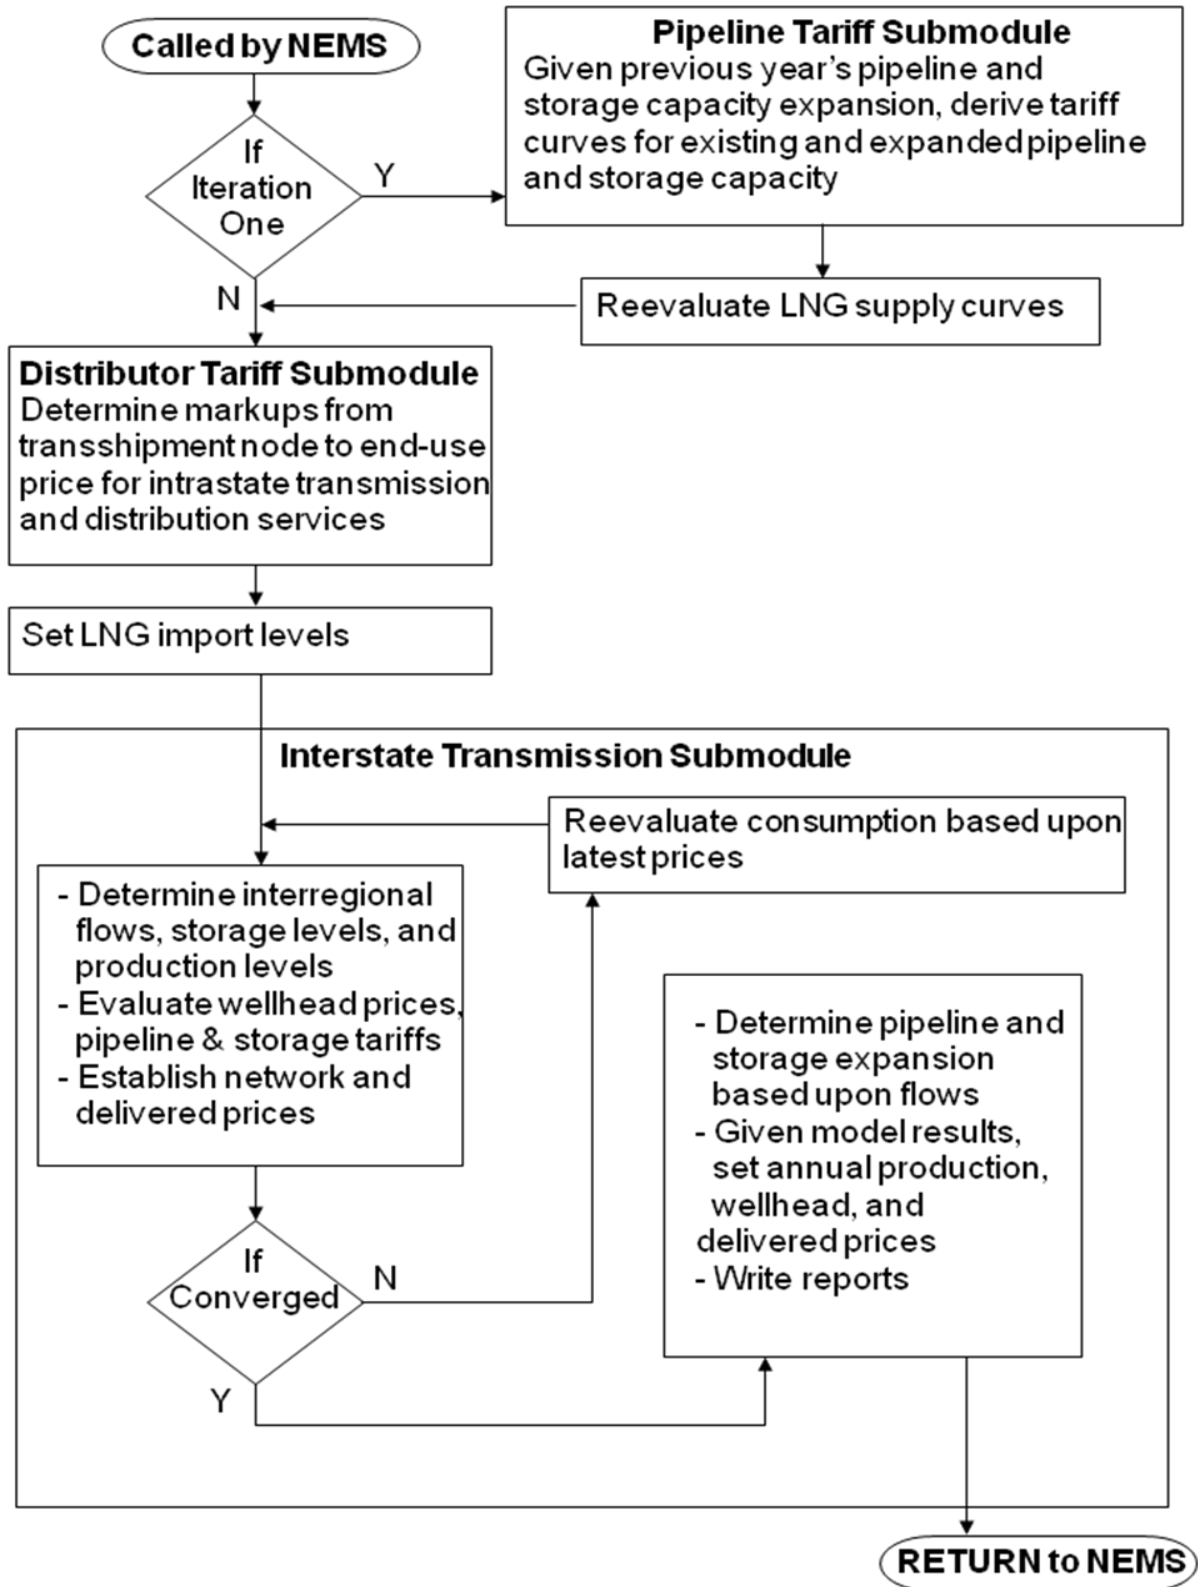 Called by NEMS
If
Iteration
One
Y
N
Pipeline Tariff Submodule
Given previous year's pipeline and
storage capacity expansion, derive tariff
curves for existing and expanded pipeline
and storage capacity
Reevaluate LNG supply curves
Distributor Tariff Submodule
Determine markups from
transshipment node to end-use
price for intrastate transmission
and distribution services
Set LNG import levels
Interstate Transmission Submodule
Reevaluate consumption based upon
latest prices
- Determine interregional
flows, storage levels, and
production levels
- Evaluate wellhead prices,
pipeline & storage tariffs
- Establish network and
delivered prices
If
Converged
N
Y
- Determine pipeline and
storage expansion
based upon flows
- Given model results,
set annual production,
wellhead, and
delivered prices
- Write reports
RETURN to NEMS